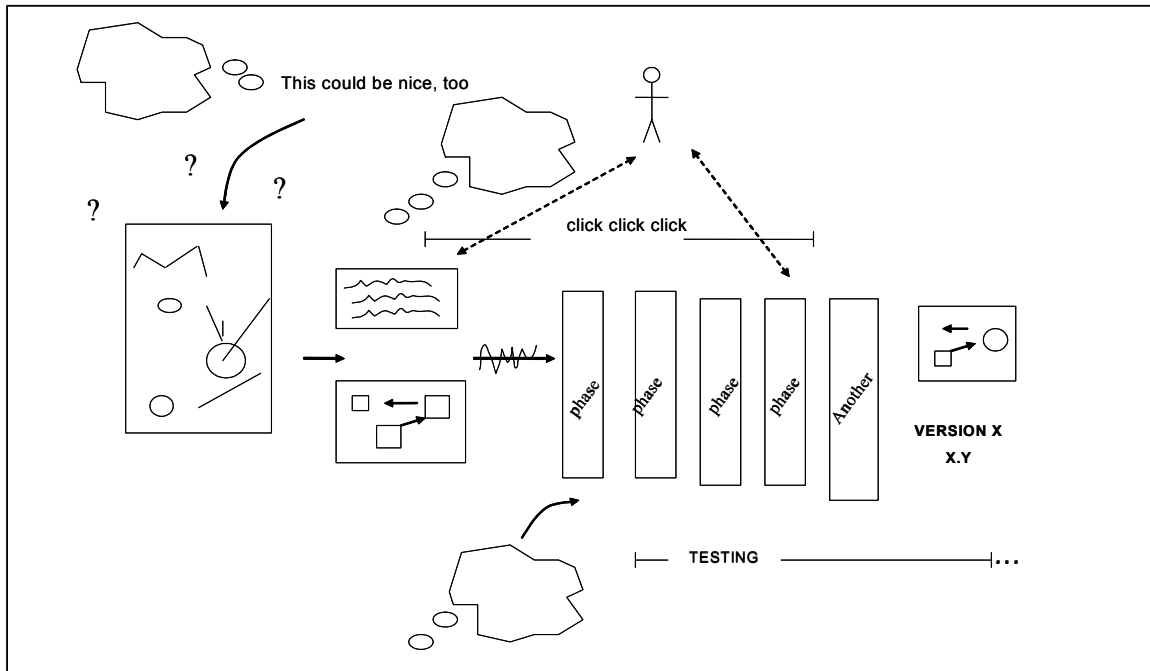 This could be nice, too
?
?
?
click click click
phase
phase
phase
phase
Another
VERSION X
X.Y
TESTING
...